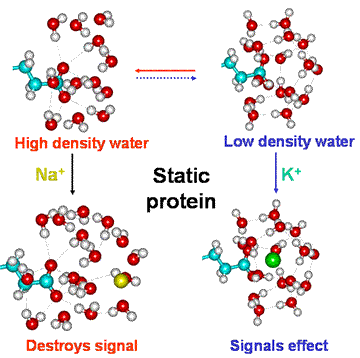 High density water
Low density water
Na⁺
Static
protein
K⁺
Destroys signal
Signals effect